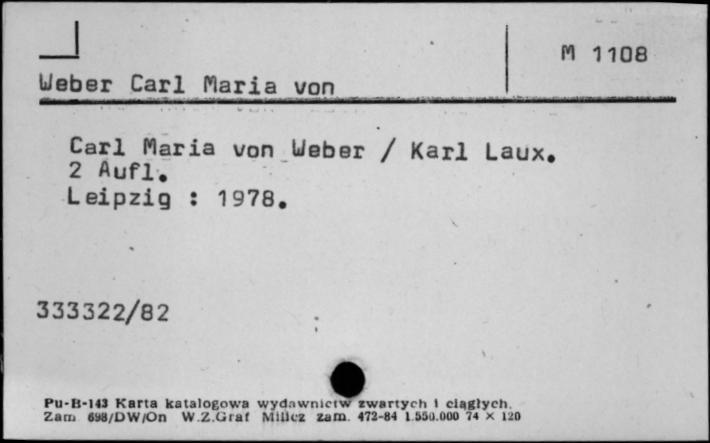 M 1108
Weber Carl Maria von
Carl Maria von Weber / Karl Laux.
2 Aufl.
Leipzig : 1978.
333322/82
Pu-B-143 Karta katalogowa wydawnictw zwartych i ciągłych.
Zam 698/DW/On W.Z.Graf Milicz zam. 472-84 1.550.000 74 × 120